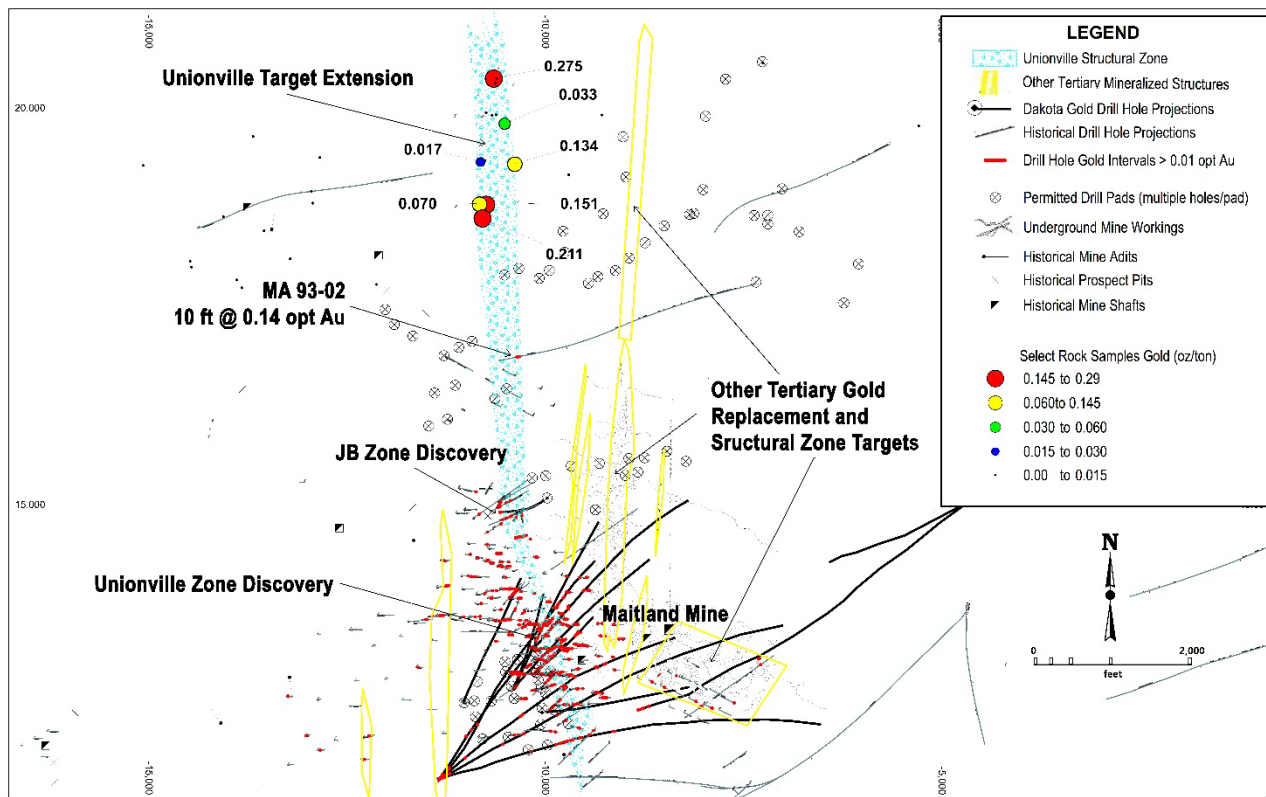 -15.000
-10.000
-5.000
LEGEND
Unionville Structural Zone
Other Tertiary Mineralized Structures
Dakota Gold Drill Hole Projections
Historical Drill Hole Projections
Drill Hole Gold Intervals > 0.01 opt Au
Permitted Drill Pads (multiple holes/pad)
Underground Mine Workings
Historical Mine Adits
Historical Prospect Pits
Historical Mine Shafts
Select Rock Samples Gold (oz/ton)
0.145 to 0.29
0.060to 0.145
0.030 to 0.060
0.015 to 0.030
0.00 to 0.015
Unionville Target Extension
0.275
0.033
20.000
0.017
0.134
0.070
0.151
0.211
MA 93-02
10 ft @ 0.14 opt Au
Other Tertiary Gold
Replacement and
Sructural Zone Targets
JB Zone Discovery
15.000
Unionville Zone Discovery
Maitland Mine
N
0
2,000
feet
-15.000
-10.000
-5.000